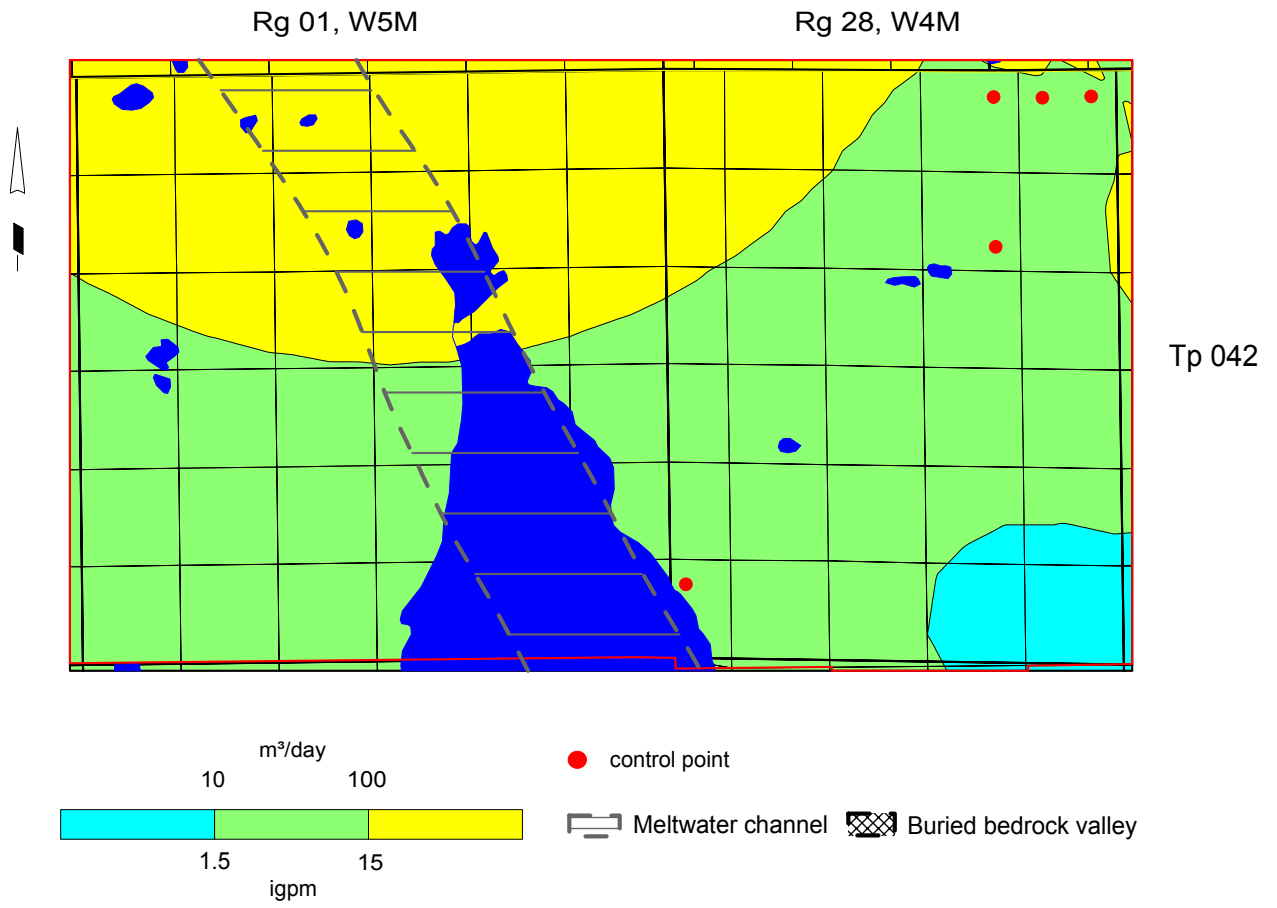 Rg 01, W5M
Rg 28, W4M
Tp 042
m³/day
10 100
1.5 15
igpm
control point
Meltwater channel
Buried bedrock valley